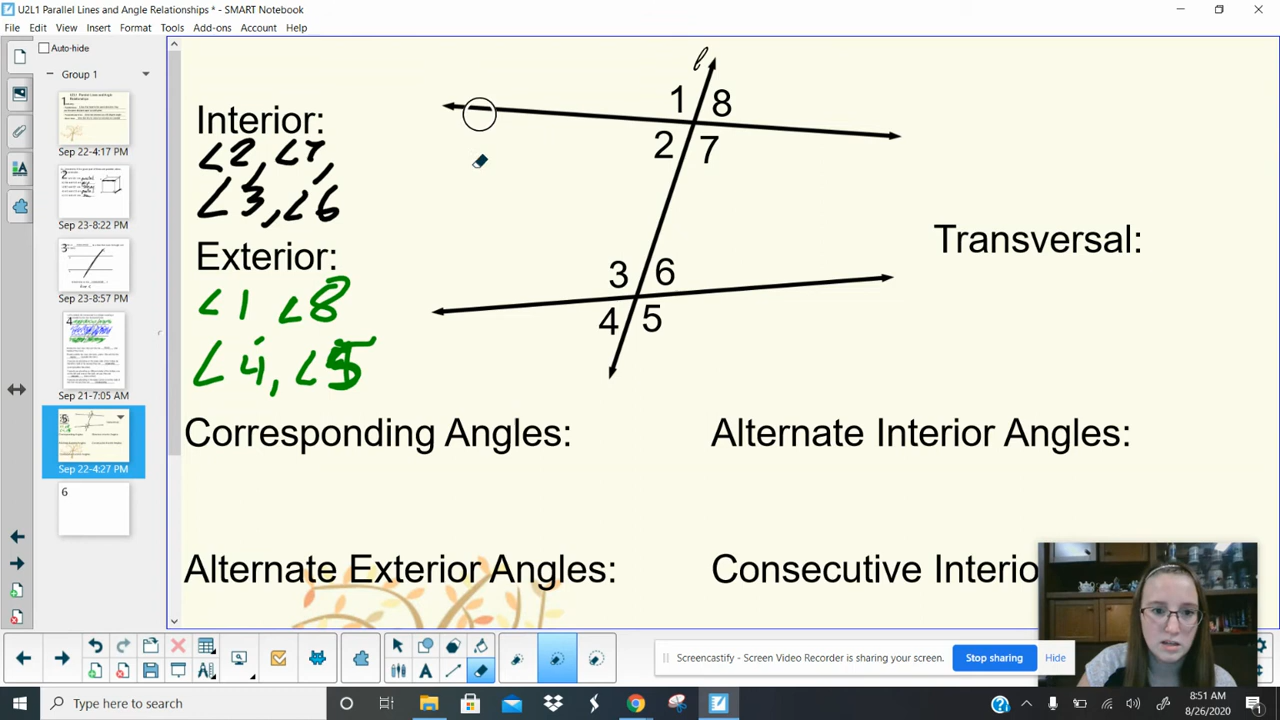 U2L1 Parallel Lines and Angle Relationships * - SMART Notebook
File Edit View Insert Format Tools Add-ons Account Help
Auto-hide
Group 1
1
Sep 22-4:17 PM
2
Sep 23-8:22 PM
3
Sep 23-8:57 PM
4
Sep 21-7:05 AM
Sep 22-4:27 PM
6
Interior:
∠2, ∠7,
∠3, ∠6
Exterior:
∠1 ∠8
∠4, ∠5
ℓ
1 8
2 7
3 6
4 5
Transversal:
Corresponding Angles:
Alternate Interior Angles:
Alternate Exterior Angles:
Consecutive Interio
Screencastify - Screen Video Recorder is sharing your screen.
Stop sharing
Hide
Type here to search
8:51 AM
8/26/2020